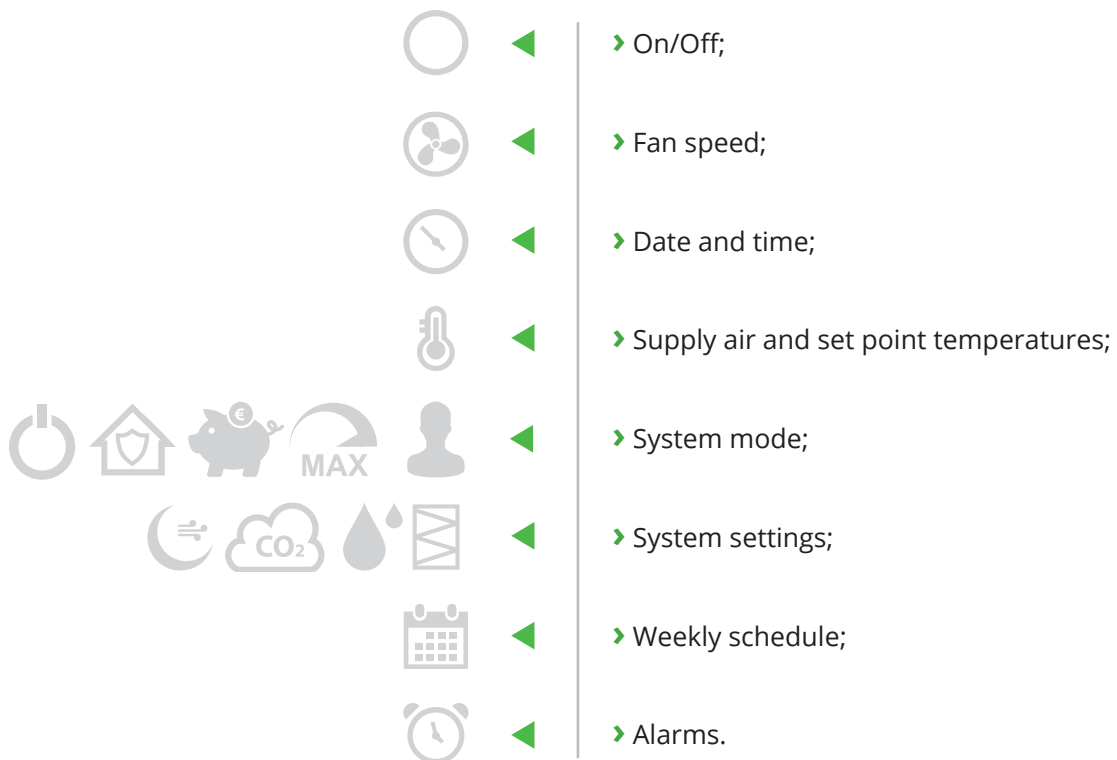 › On/Off;
› Fan speed;
› Date and time;
› Supply air and set point temperatures;
€
MAX
› System mode;
CO₂
› System settings;
› Weekly schedule;
› Alarms.